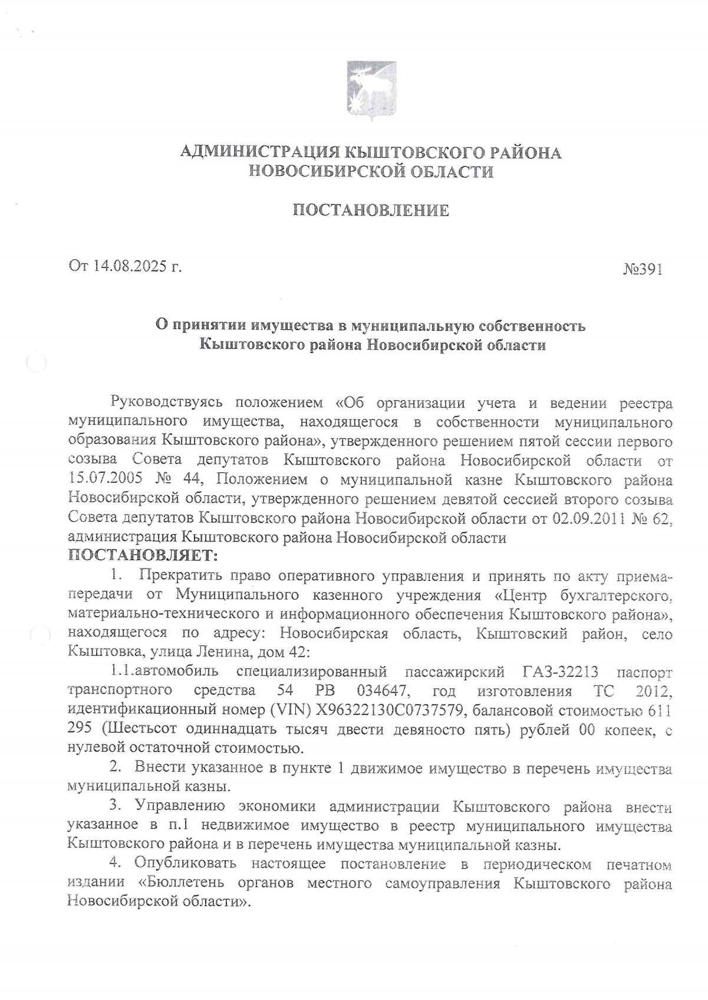 АДМИНИСТРАЦИЯ КЫШТОВСКОГО РАЙОНА
НОВОСИБИРСКОЙ ОБЛАСТИ
ПОСТАНОВЛЕНИЕ
От 14.08.2025 г.
№391
О принятии имущества в муниципальную собственность
Кыштовского района Новосибирской области
Руководствуясь положением «Об организации учета и ведении реестра
муниципального имущества, находящегося в собственности муниципального
образования Кыштовского района», утвержденного решением пятой сессии первого
созыва Совета депутатов Кыштовского района Новосибирской области от
15.07.2005 № 44, Положением о муниципальной казне Кыштовского района
Новосибирской области, утвержденного решением девятой сессией второго созыва
Совета депутатов Кыштовского района Новосибирской области от 02.09.2011 № 62,
администрация Кыштовского района Новосибирской области
ПОСТАНОВЛЯЕТ:
1. Прекратить право оперативного управления и принять по акту приема-
передачи от Муниципального казенного учреждения «Центр бухгалтерского,
материально-технического и информационного обеспечения Кыштовского района»,
находящегося по адресу: Новосибирская область, Кыштовский район, село
Кыштовка, улица Ленина, дом 42:
1.1.автомобиль специализированный пассажирский ГАЗ-32213 паспорт
транспортного средства 54 РВ 034647, год изготовления ТС 2012,
идентификационный номер (VIN) X96322130C0737579, балансовой стоимостью 611
295 (Шестьсот одиннадцать тысяч двести девяносто пять) рублей 00 копеек, с
нулевой остаточной стоимостью.
2. Внести указанное в пункте 1 движимое имущество в перечень имущества
муниципальной казны.
3. Управлению экономики администрации Кыштовского района внести
указанное в п.1 недвижимое имущество в реестр муниципального имущества
Кыштовского района и в перечень имущества муниципальной казны.
4. Опубликовать настоящее постановление в периодическом печатном
издании «Бюллетень органов местного самоуправления Кыштовского района
Новосибирской области».